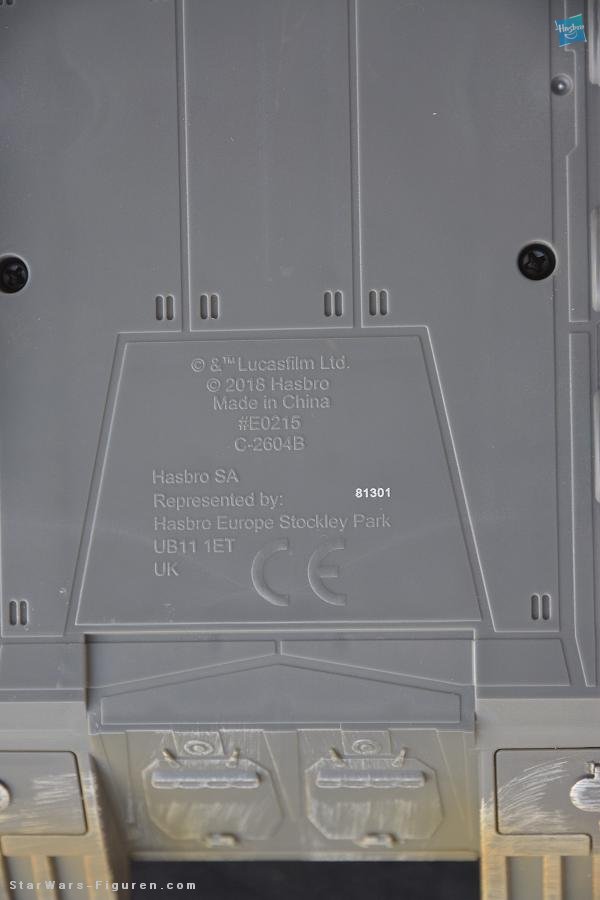 Hasbro
© &™ Lucasfilm Ltd.
© 2018 Hasbro
Made in China
#E0215
C-2604B
Hasbro SA
Represented by: 81301
Hasbro Europe Stockley Park
UB11 1ET
UK CE
StarWars-Figuren.com